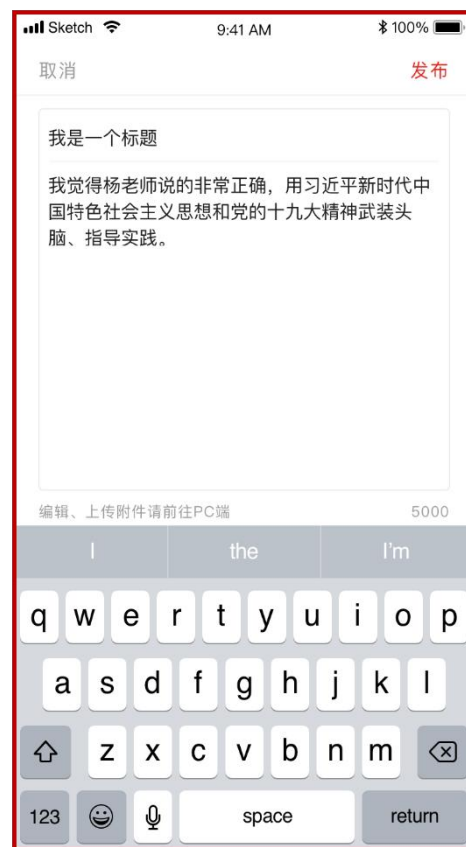 Sketch 9:41 AM 100%
取消 发布
我是一个标题
我觉得杨老师说的非常正确，用习近平新时代中
国特色社会主义思想和党的十九大精神武装头
脑、指导实践。
编辑、上传附件请前往PC端 5000
I the I'm
q w e r t y u i o p
a s d f g h j k l
z x c v b n m
123 space return